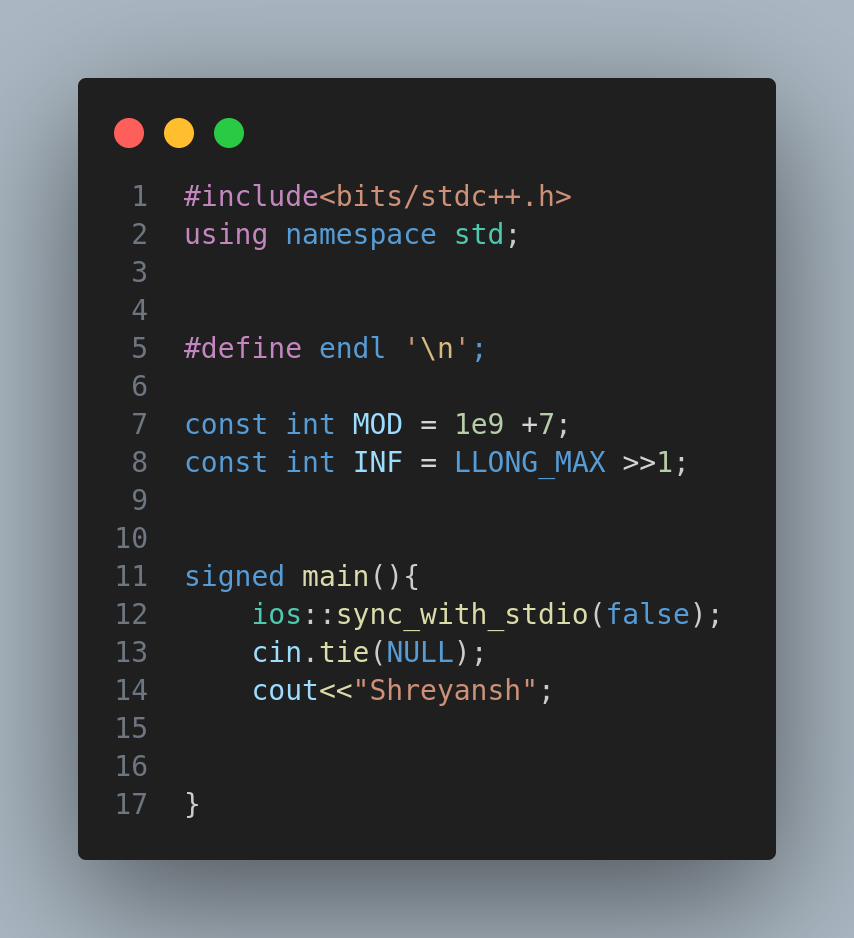 1 #include<bits/stdc++.h>
2 using namespace std;
3
4
5 #define endl '\n';
6
7 const int MOD = 1e9 +7;
8 const int INF = LLONG_MAX >>1;
9
10
11 signed main(){
12     ios::sync_with_stdio(false);
13     cin.tie(NULL);
14     cout<<"Shreyansh";
15
16
17 }